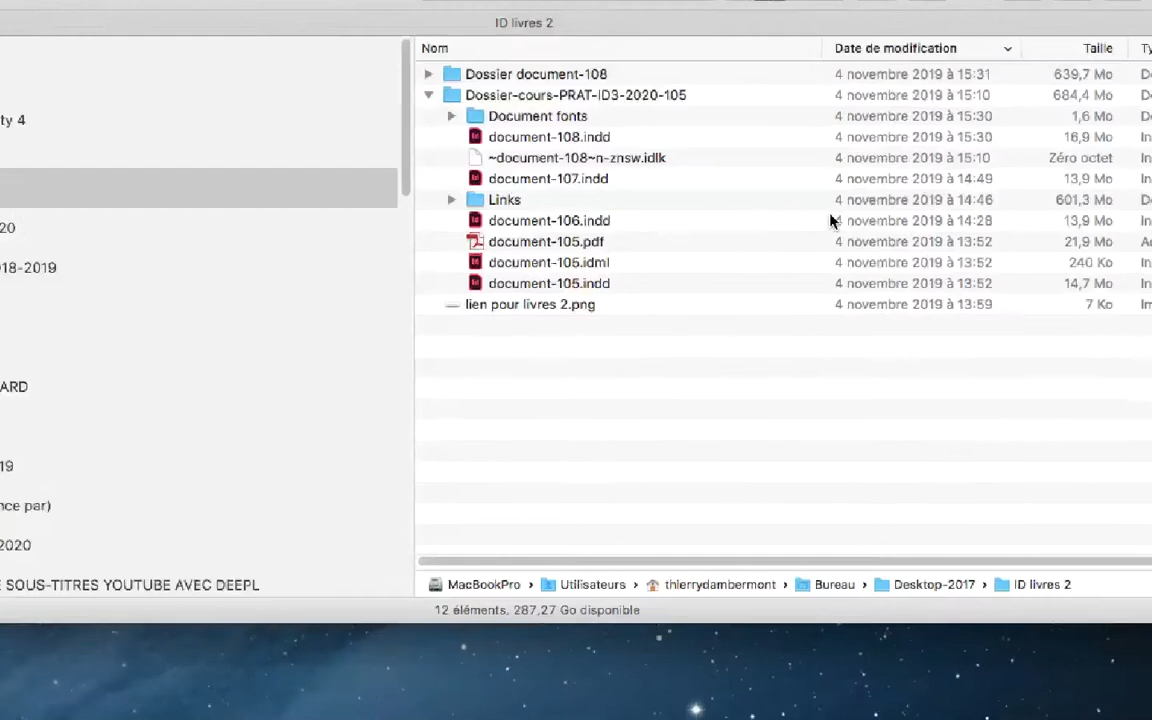 ID livres 2
Nom Date de modification Taille Ty
Dossier document-108 4 novembre 2019 à 15:31 639,7 Mo De
Dossier-cours-PRAT-ID3-2020-105 4 novembre 2019 à 15:10 684,4 Mo De
Document fonts 4 novembre 2019 à 15:30 1,6 Mo De
document-108.indd 4 novembre 2019 à 15:30 16,9 Mo In
~document-108~n-znsw.idlk 4 novembre 2019 à 15:10 Zéro octet In
document-107.indd 4 novembre 2019 à 14:49 13,9 Mo In
Links 4 novembre 2019 à 14:46 601,3 Mo De
document-106.indd 4 novembre 2019 à 14:28 13,9 Mo In
document-105.pdf 4 novembre 2019 à 13:52 21,9 Mo Ad
document-105.idml 4 novembre 2019 à 13:52 240 Ko In
document-105.indd 4 novembre 2019 à 13:52 14,7 Mo In
lien pour livres 2.png 4 novembre 2019 à 13:59 7 Ko Im
ty 4
20
018-2019
ARD
19
nce par)
2020
E SOUS-TITRES YOUTUBE AVEC DEEPL
MacBookPro › Utilisateurs › thierrydambermont › Bureau › Desktop-2017 › ID livres 2
12 éléments, 287,27 Go disponible